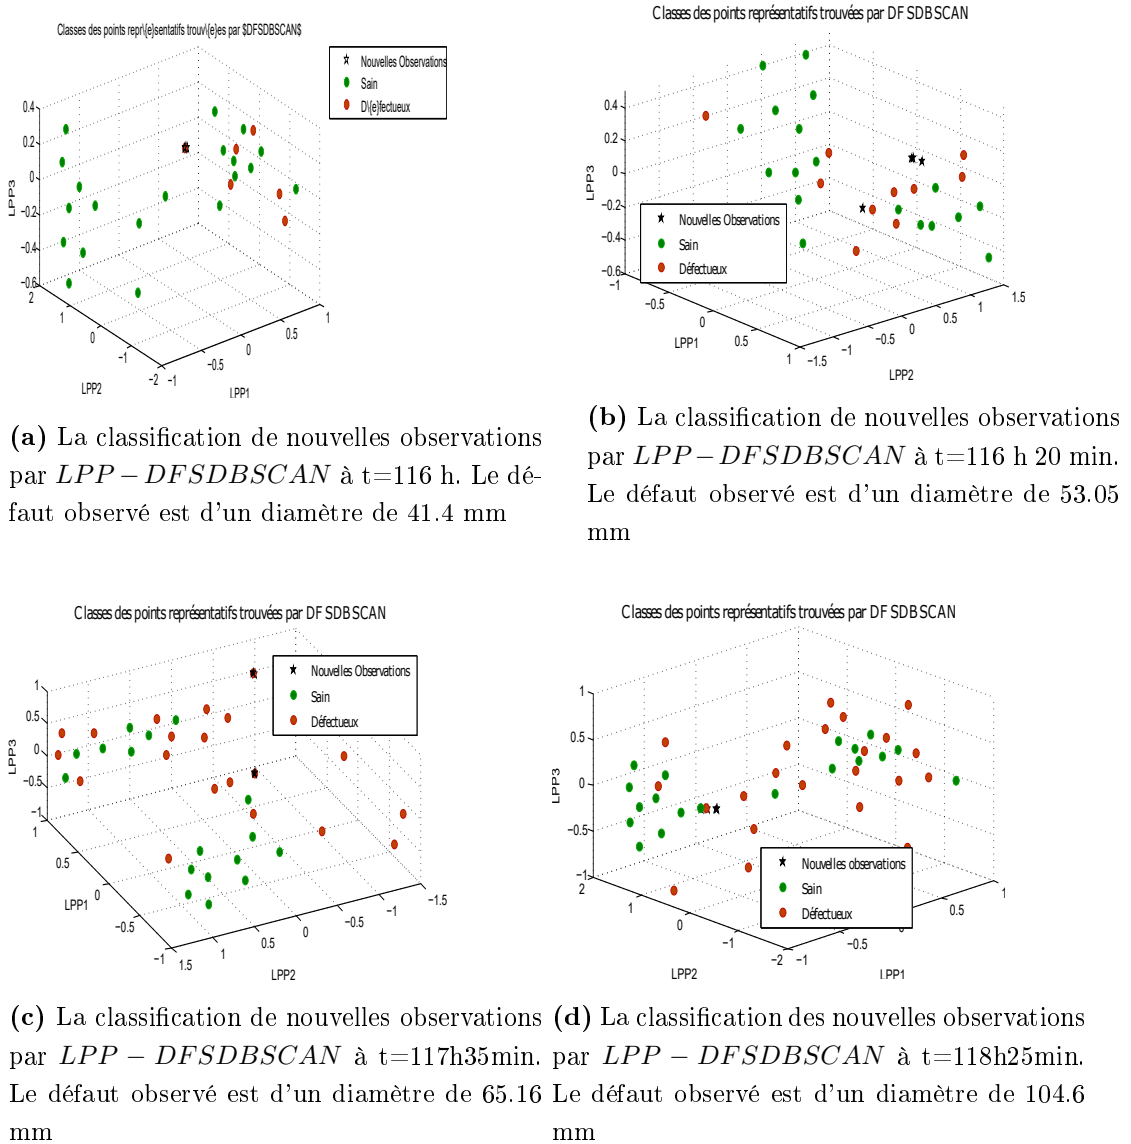 Classes des points repr\{e}sentatifs trouv\{e}es par $DFSDBSCAN$
Nouvelles Observations
Sain
D\{e}fectueux
0.4
0.2
0
−0.2
−0.4
−0.6
LPP3
2
1
0
−1
−2
LPP2
−1
−0.5
0
0.5
1
LPP1
(a) La classification de nouvelles observations
par LPP − DFSDBSCAN à t=116 h. Le dé-
faut observé est d'un diamètre de 41.4 mm
Classes des points représentatifs trouvées par DFSDBSCAN
0.4
0.2
0
−0.2
−0.4
−0.6
LPP3
Nouvelles Observations
Sain
Défectueux
−1
−0.5
0
0.5
1
LPP1
−1.5
−1
−0.5
0
0.5
1
1.5
LPP2
(b) La classification de nouvelles observations
par LPP − DFSDBSCAN à t=116 h 20 min.
Le défaut observé est d'un diamètre de 53.05
mm
Classes des points représentatifs trouvées par DFSDBSCAN
Nouvelles Observations
Sain
Défectueux
1
0.5
0
−0.5
−1
LPP3
1
0.5
0
−0.5
−1
LPP1
1.5
1
0.5
0
−0.5
−1
−1.5
LPP2
(c) La classification de nouvelles observations
par LPP − DFSDBSCAN à t=117h35min.
Le défaut observé est d'un diamètre de 65.16
mm
Classes des points représentatifs trouvées par DFSDBSCAN
1
0.5
0
−0.5
−1
LPP3
Nouvelles observations
Sain
Défectueux
2
1
0
−1
−2
LPP2
−1
−0.5
0
0.5
1
LPP1
(d) La classification des nouvelles observations
par LPP − DFSDBSCAN à t=118h25min.
Le défaut observé est d'un diamètre de 104.6
mm